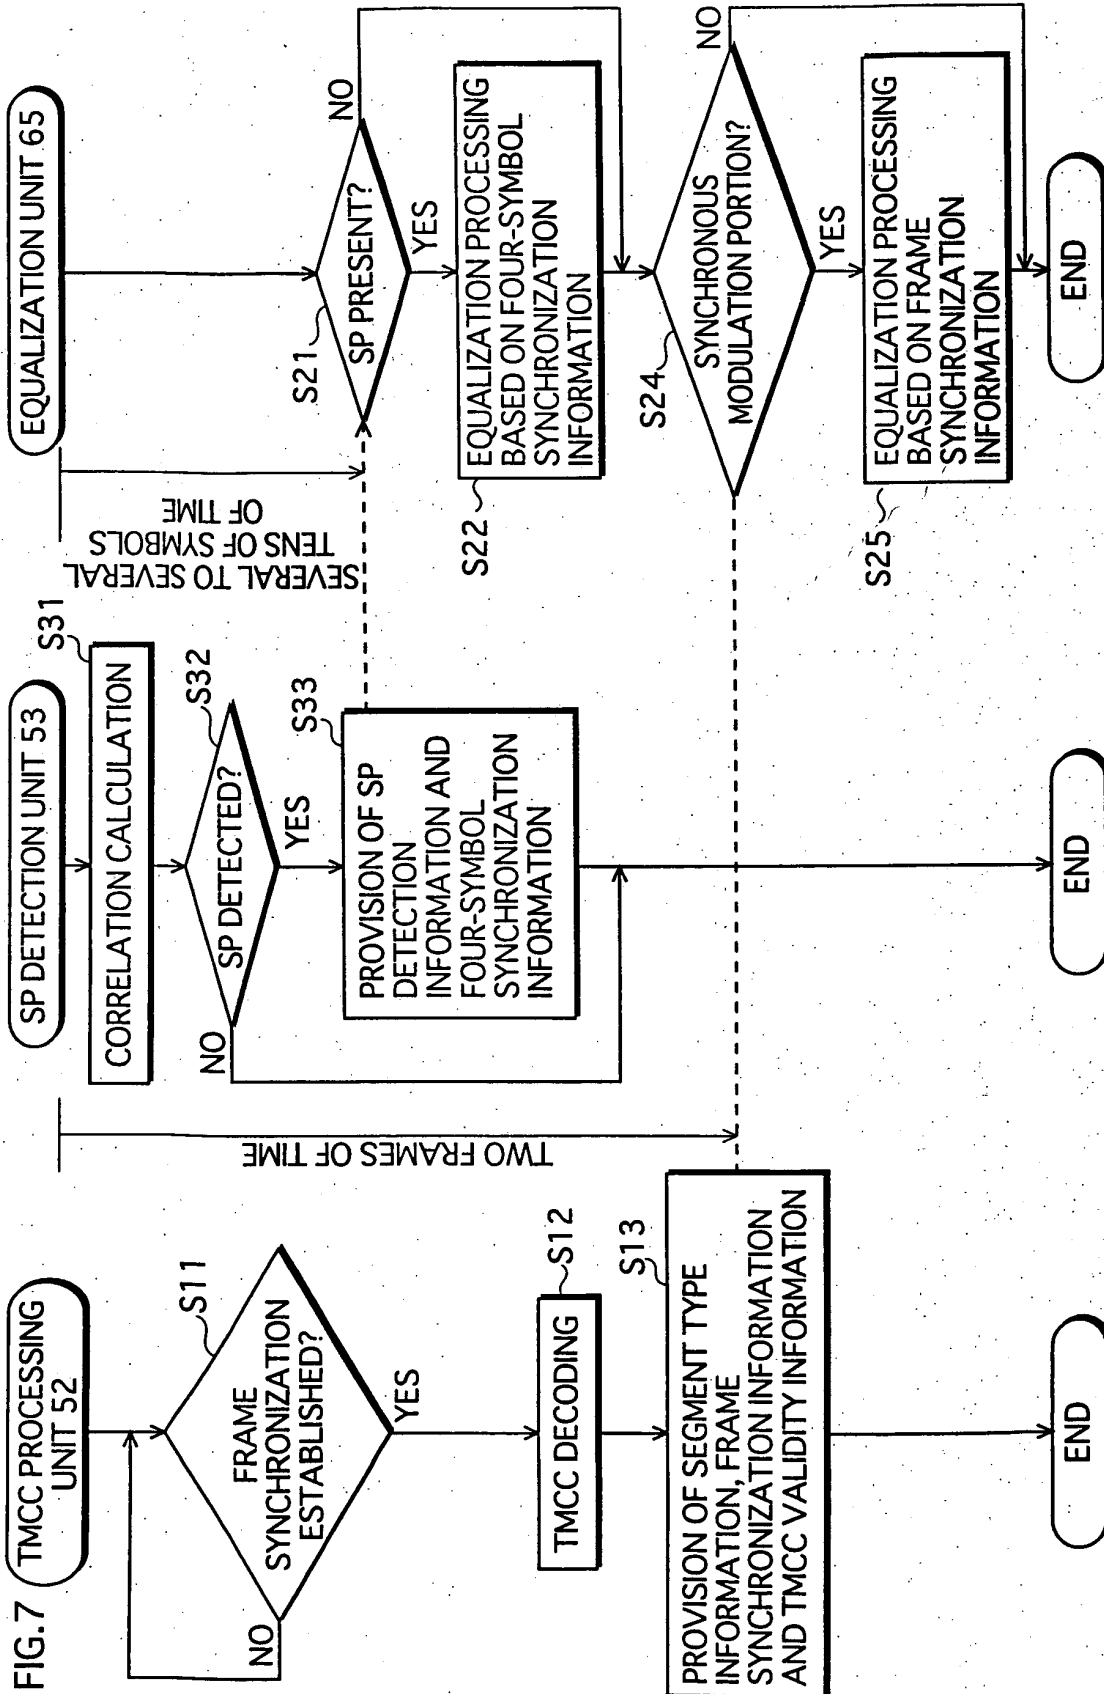 FIG.7
TMCC PROCESSING
UNIT 52
S11
FRAME
SYNCHRONIZATION
ESTABLISHED?
NO
YES
S12
TMCC DECODING
S13
PROVISION OF SEGMENT TYPE
INFORMATION, FRAME
SYNCHRONIZATION INFORMATION
AND TMCC VALIDITY INFORMATION
END
TWO FRAMES OF TIME
SP DETECTION UNIT 53
S31
CORRELATION CALCULATION
S32
SP DETECTED?
NO
YES
S33
PROVISION OF SP
DETECTION
INFORMATION AND
FOUR-SYMBOL
SYNCHRONIZATION
INFORMATION
END
SEVERAL TO SEVERAL
TENS OF SYMBOLS
OF TIME
EQUALIZATION UNIT 65
S21
SP PRESENT?
NO
YES
S22
EQUALIZATION PROCESSING
BASED ON FOUR-SYMBOL
SYNCHRONIZATION
INFORMATION
S24
SYNCHRONOUS
MODULATION PORTION?
NO
YES
S25
EQUALIZATION PROCESSING
BASED ON FRAME
SYNCHRONIZATION
INFORMATION
END